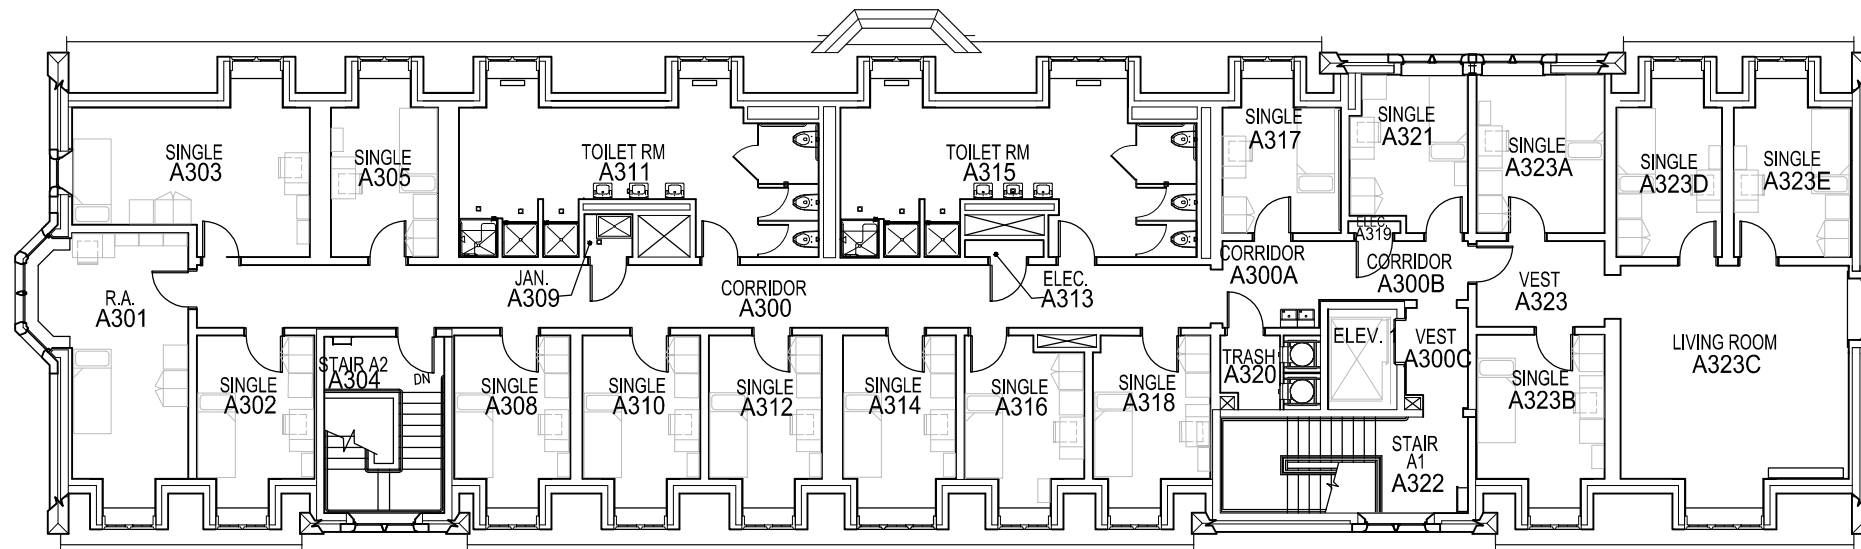 SINGLE
A303
SINGLE
A305
TOILET RM
A311
TOILET RM
A315
SINGLE
A317
SINGLE
A321
SINGLE
A323A
SINGLE
A323D
SINGLE
A323E
ELEC.
A319
R.A.
A301
JAN.
A309
CORRIDOR
A300
ELEC.
A313
CORRIDOR
A300A
CORRIDOR
A300B
VEST
A323
STAIR A2
A304
DN
SINGLE
A302
SINGLE
A308
SINGLE
A310
SINGLE
A312
SINGLE
A314
SINGLE
A316
SINGLE
A318
TRASH
A320
ELEV. 1
VEST
A300C
SINGLE
A323B
LIVING ROOM
A323C
STAIR
A1
A322